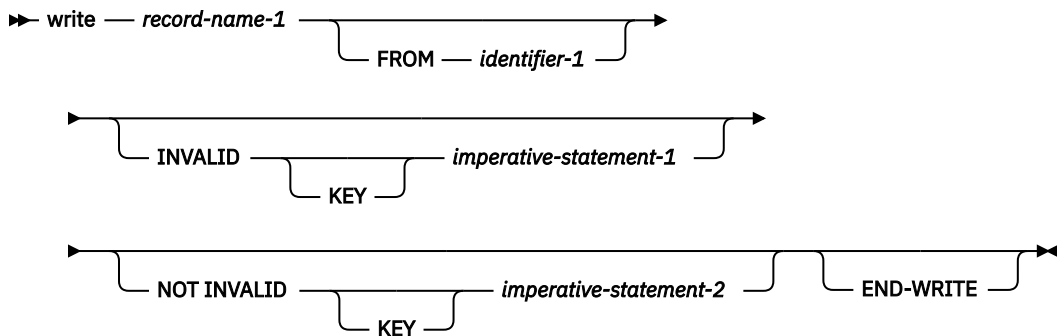 write record-name-1
FROM identifier-1
INVALID imperative-statement-1
KEY
NOT INVALID imperative-statement-2 END-WRITE
KEY